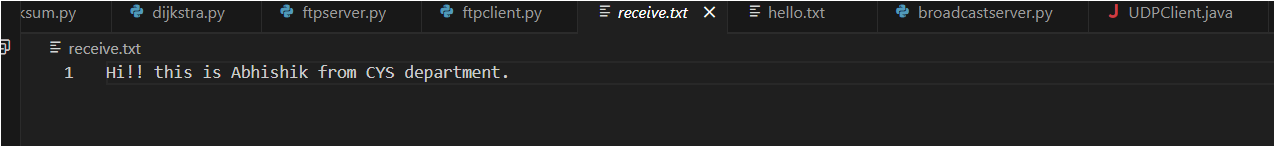 ksum.py dijkstra.py ftpserver.py ftpclient.py receive.txt hello.txt broadcastserver.py UDPClient.java
receive.txt
1 Hi!! this is Abhishik from CYS department.